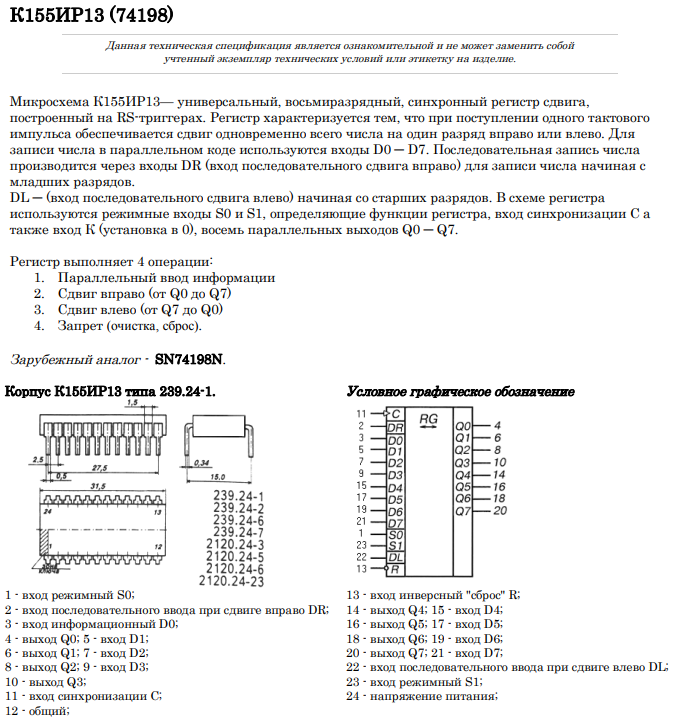 К155ИР13 (74198)
Данная техническая спецификация является ознакомительной и не может заменить собой
учтенный экземпляр технических условий или этикетку на изделие.
Микросхема К155ИР13— универсальный, восьмиразрядный, синхронный регистр сдвига,
построенный на RS-триггерах. Регистр характеризуется тем, что при поступлении одного тактового
импульса обеспечивается сдвиг одновременно всего числа на один разряд вправо или влево. Для
записи числа в параллельном коде используются входы D0 — D7. Последовательная запись числа
производится через входы DR (вход последовательного сдвига вправо) для записи числа начиная с
младших разрядов.
DL — (вход последовательного сдвига влево) начиная со старших разрядов. В схеме регистра
используются режимные входы S0 и S1, определяющие функции регистра, вход синхронизации С а
также вход К (установка в 0), восемь параллельных выходов Q0 — Q7.
Регистр выполняет 4 операции:
1. Параллельный ввод информации
2. Сдвиг вправо (от Q0 до Q7)
3. Сдвиг влево (от Q7 до Q0)
4. Запрет (очистка, сброс).
Зарубежный аналог - SN74198N.
Корпус К155ИР13 типа 239.24-1.
1,5
2,5
27,5
0,5
0,34
15,0
31,5
24
13
1
12
ключа
239.24-1
239.24-2
239.24-6
239.24-7
2120.24-3
2120.24-5
2120.24-6
2120.24-23
Условное графическое обозначение
RG
11 C
2 DR
3 D0
5 D1
7 D2
9 D3
15 D4
17 D5
19 D6
21 D7
1 S0
23 S1
22 DL
13 R
Q0 4
Q1 6
Q2 8
Q3 10
Q4 14
Q5 16
Q6 18
Q7 20
1 - вход режимный S0;
2 - вход последовательного ввода при сдвиге вправо DR;
3 - вход информационный D0;
4 - выход Q0; 5 - вход D1;
6 - выход Q1; 7 - вход D2;
8 - выход Q2; 9 - вход D3;
10 - выход Q3;
11 - вход синхронизации C;
12 - общий;
13 - вход инверсный "сброс" R;
14 - выход Q4; 15 - вход D4;
16 - выход Q5; 17 - вход D5;
18 - выход Q6; 19 - вход D6;
20 - выход Q7; 21 - вход D7;
22 - вход последовательного ввода при сдвиге влево DL;
23 - вход режимный S1;
24 - напряжение питания;